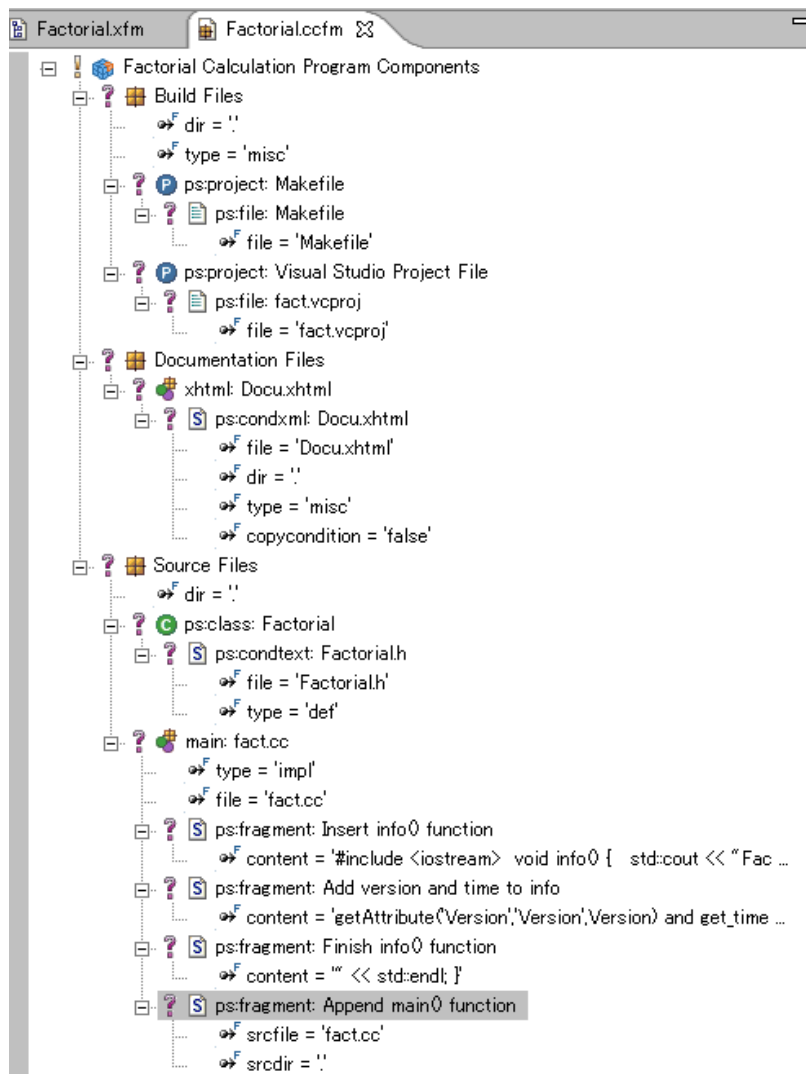 Factorial.xfm
Factorial.ccfm
Factorial Calculation Program Components
Build Files
dir = '.'
type = 'misc'
ps:project: Makefile
ps:file: Makefile
file = 'Makefile'
ps:project: Visual Studio Project File
ps:file: fact.vcproj
file = 'fact.vcproj'
Documentation Files
xhtml: Docu.xhtml
ps:condxml: Docu.xhtml
file = 'Docu.xhtml'
dir = '.'
type = 'misc'
copycondition = 'false'
Source Files
dir = '.'
ps:class: Factorial
ps:condtext: Factorial.h
file = 'Factorial.h'
type = 'def'
main: fact.cc
type = 'impl'
file = 'fact.cc'
ps:fragment: Insert info() function
content = '#include <iostream>  void info() {   std::cout << "Fac ...
ps:fragment: Add version and time to info
content = 'getAttribute('Version','Version',Version) and get_time ...
ps:fragment: Finish info() function
content = '" << std::endl; }'
ps:fragment: Append main() function
srcfile = 'fact.cc'
srcdir = '.'